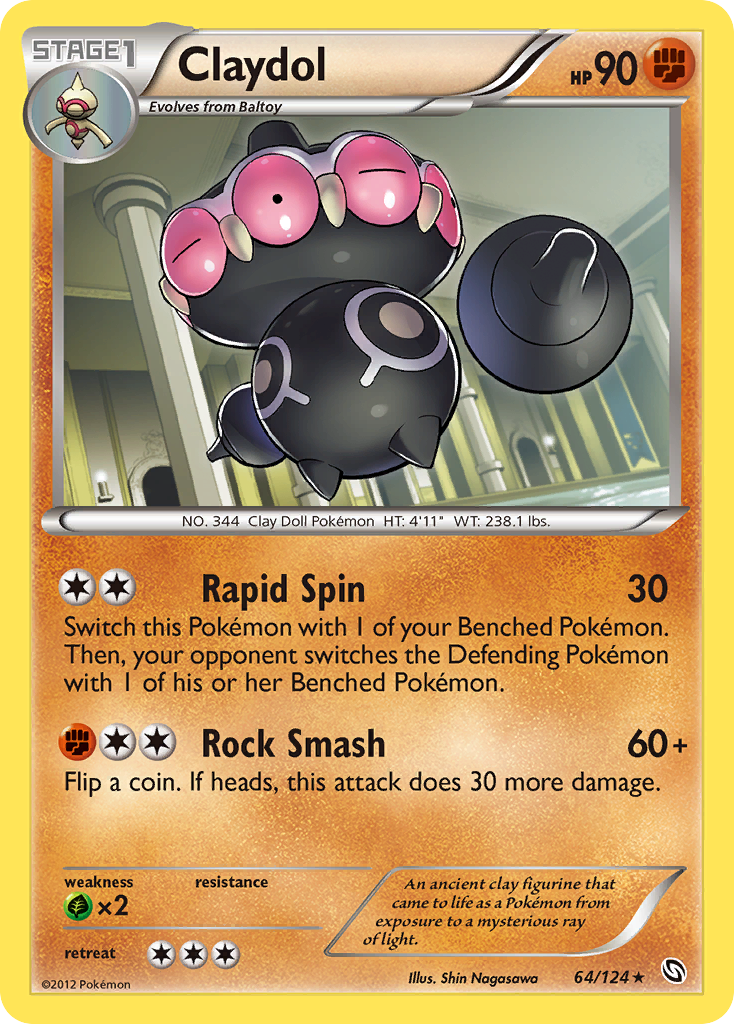 STAGE1
Claydol
HP 90
Evolves from Baltoy
NO. 344 Clay Doll Pokémon HT: 4'11" WT: 238.1 lbs.
Rapid Spin 30
Switch this Pokémon with 1 of your Benched Pokémon.
Then, your opponent switches the Defending Pokémon
with 1 of his or her Benched Pokémon.
Rock Smash 60+
Flip a coin. If heads, this attack does 30 more damage.
weakness
×2
resistance
retreat
An ancient clay figurine that
came to life as a Pokémon from
exposure to a mysterious ray
of light.
©2012 Pokémon
Illus. Shin Nagasawa
64/124 ★